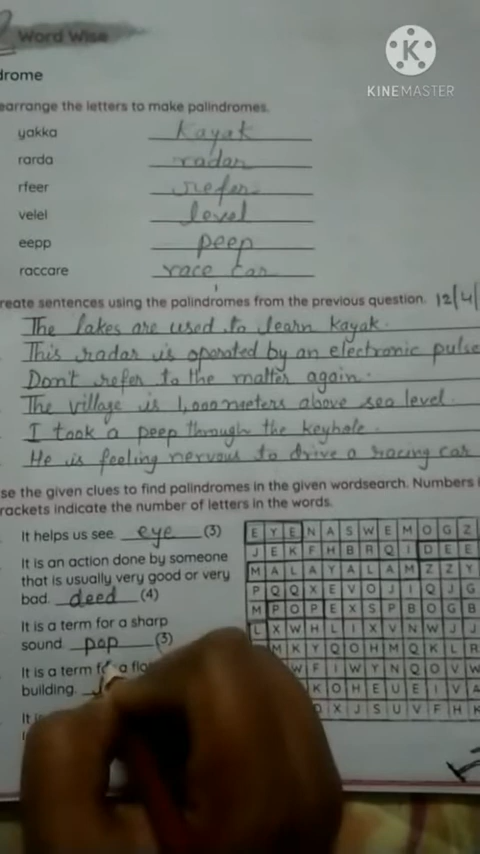 Word Wise
K
KINEMASTER
drome
earrange the letters to make palindromes.
yakka kayak
rarda radar
rfeer refer
velel level
eepp peep
raccare race car
reate sentences using the palindromes from the previous question. 12/4/
The lakes are used to learn kayak.
This radar is operated by an electronic pulse
Don't refer to the matter again.
The village is 1,000 meters above sea level.
I took a peep through the keyhole.
He is feeling nervous to drive a racing car
se the given clues to find palindromes in the given wordsearch. Numbers i
rackets indicate the number of letters in the words.
It helps us see. eye (3)
It is an action done by someone
that is usually very good or very
bad. deed (4)
It is a term for a sharp
sound. pop (3)
It is a term a flo
building.
It
E Y E N A S W E M O G Z
J E K F H B R Q I D E E
M A L A Y A L A M Z Z Y
P Q Q X E V O J I Q J G
M P O P E X S P B O G B
L X W H L I X V N W J J
M K Y Q O H M Q K L R
W F I W Y N Q O V W
K O H E U E I V A
X J S U V F H K